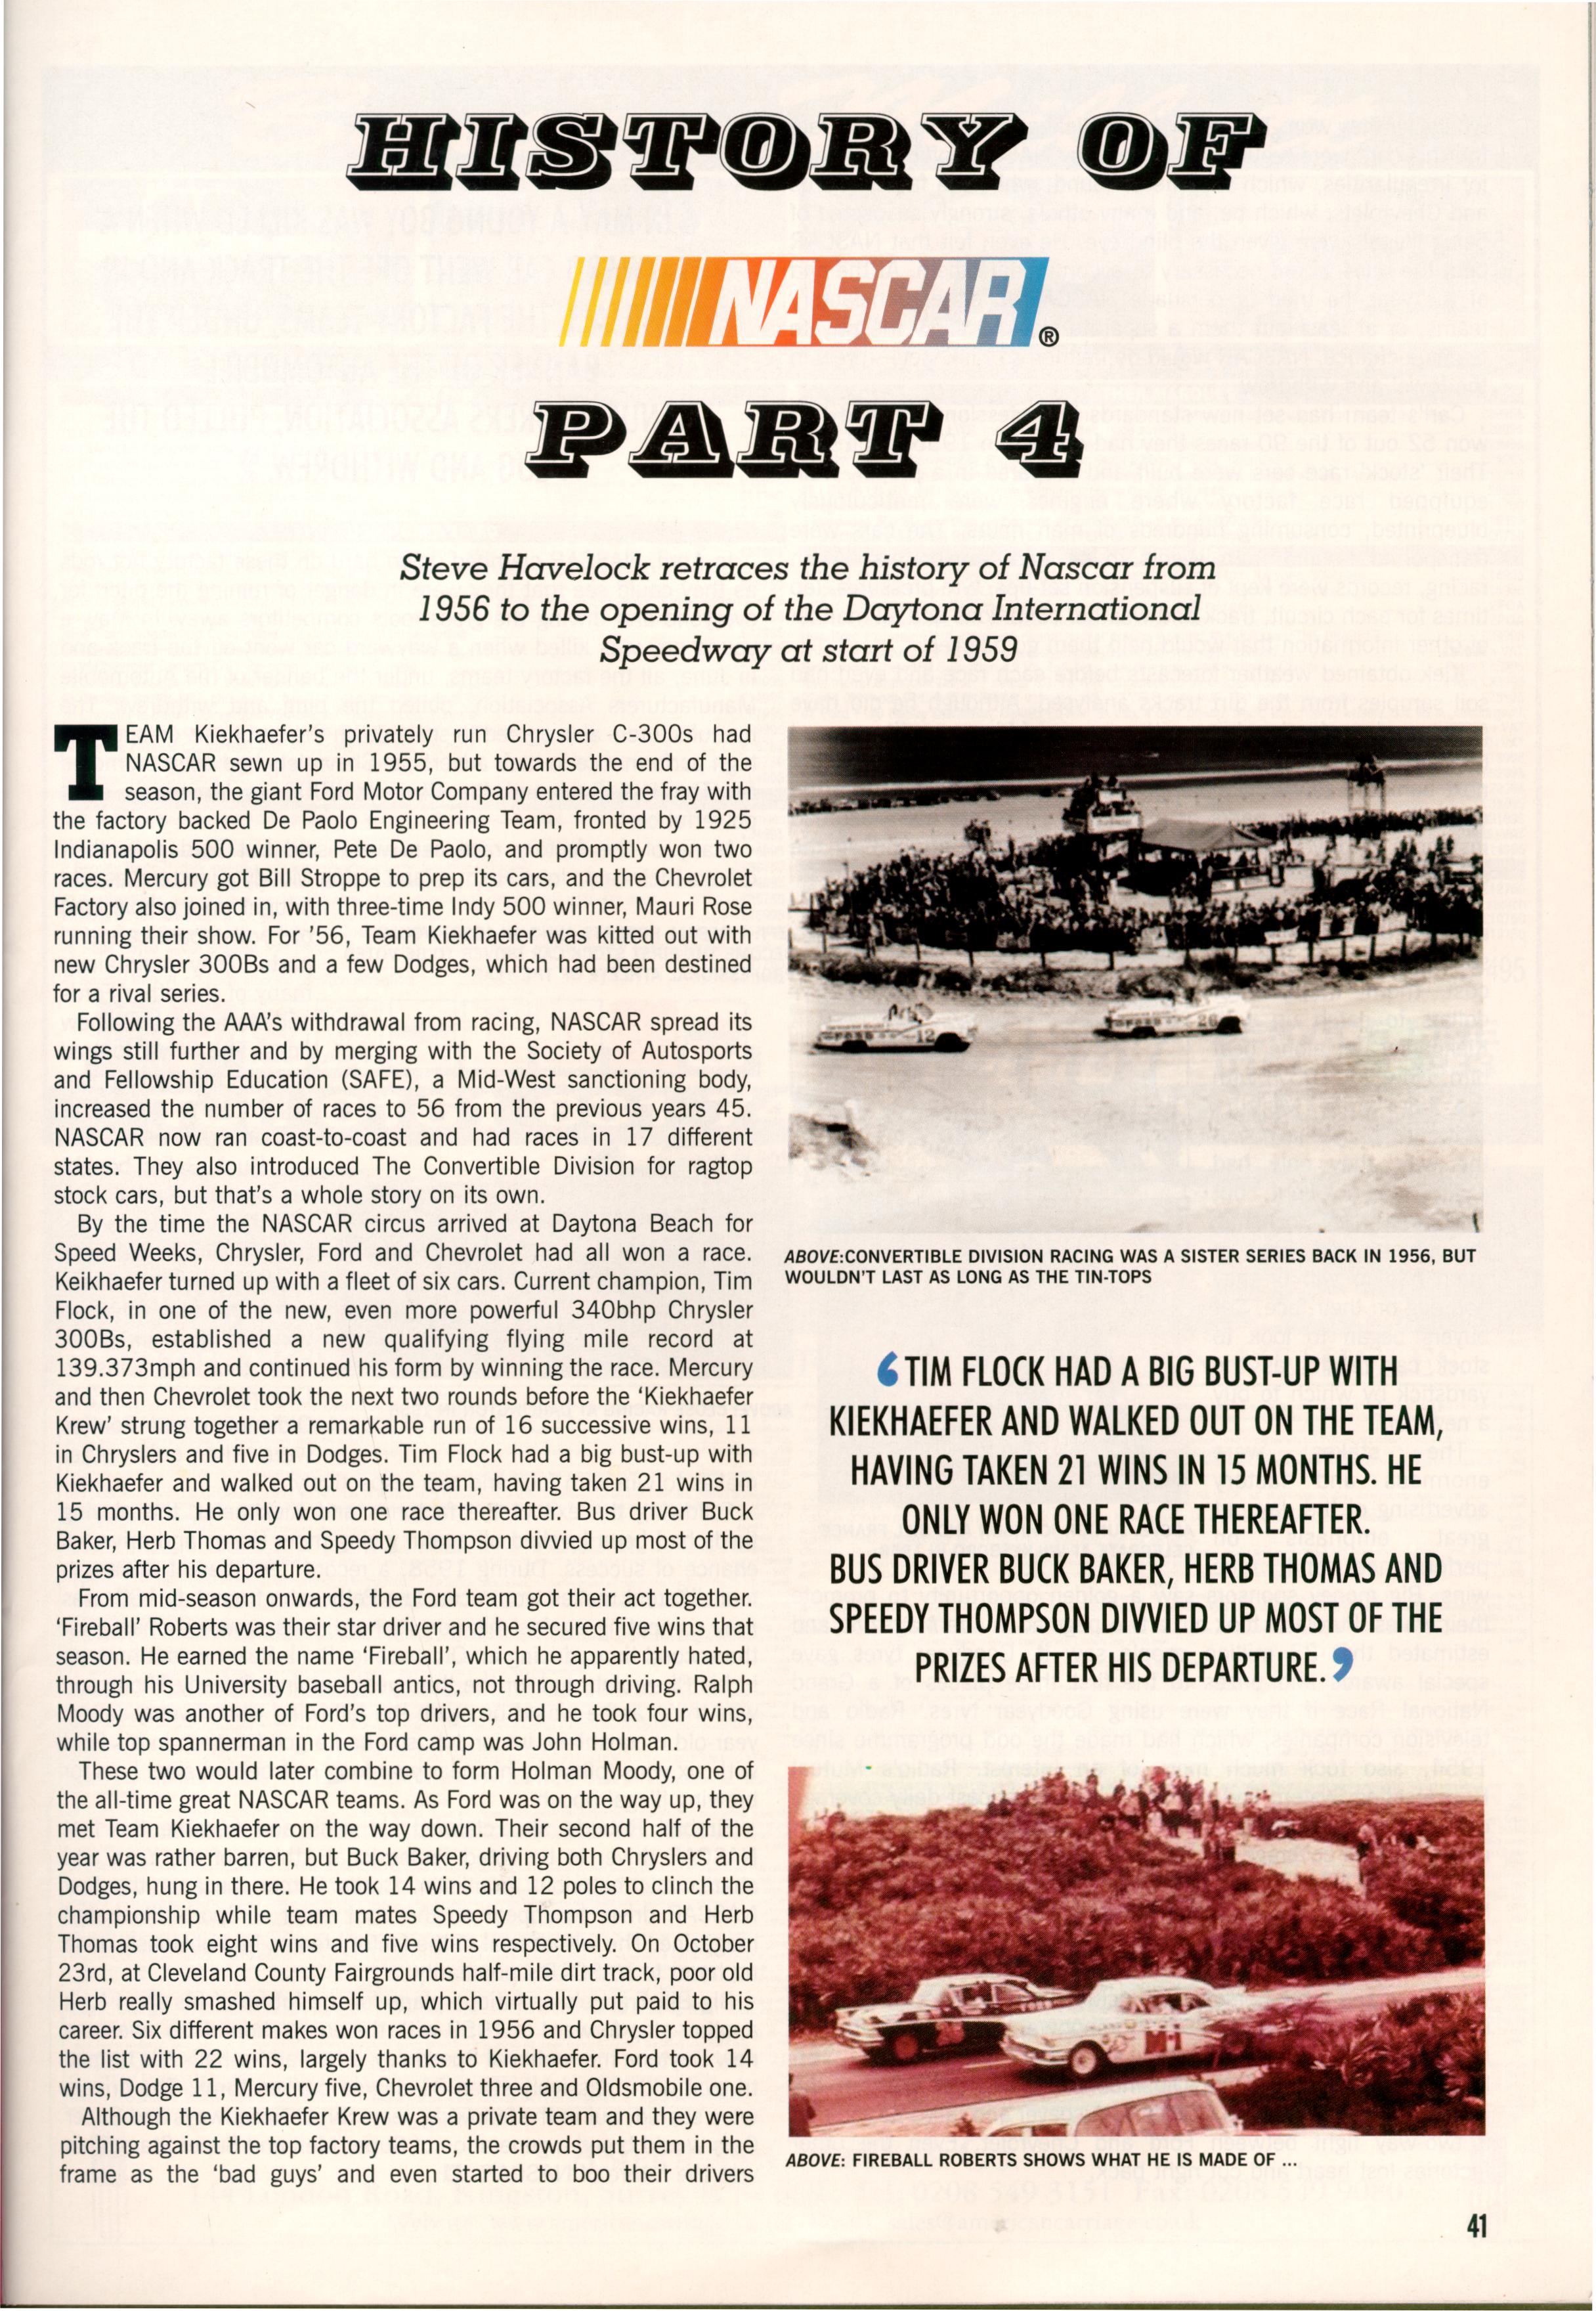 HISTORY OF
NASCAR®
PART 4
Steve Havelock retraces the history of Nascar from
1956 to the opening of the Daytona International
Speedway at start of 1959
TEAM Kiekhaefer's privately run Chrysler C-300s had
NASCAR sewn up in 1955, but towards the end of the
season, the giant Ford Motor Company entered the fray with
the factory backed De Paolo Engineering Team, fronted by 1925
Indianapolis 500 winner, Pete De Paolo, and promptly won two
races. Mercury got Bill Stroppe to prep its cars, and the Chevrolet
Factory also joined in, with three-time Indy 500 winner, Mauri Rose
running their show. For '56, Team Kiekhaefer was kitted out with
new Chrysler 300Bs and a few Dodges, which had been destined
for a rival series.
Following the AAA's withdrawal from racing, NASCAR spread its
wings still further and by merging with the Society of Autosports
and Fellowship Education (SAFE), a Mid-West sanctioning body,
increased the number of races to 56 from the previous years 45.
NASCAR now ran coast-to-coast and had races in 17 different
states. They also introduced The Convertible Division for ragtop
stock cars, but that's a whole story on its own.
By the time the NASCAR circus arrived at Daytona Beach for
Speed Weeks, Chrysler, Ford and Chevrolet had all won a race.
Keikhaefer turned up with a fleet of six cars. Current champion, Tim
Flock, in one of the new, even more powerful 340bhp Chrysler
300Bs, established a new qualifying flying mile record at
139.373mph and continued his form by winning the race. Mercury
and then Chevrolet took the next two rounds before the 'Kiekhaefer
Krew' strung together a remarkable run of 16 successive wins, 11
in Chryslers and five in Dodges. Tim Flock had a big bust-up with
Kiekhaefer and walked out on the team, having taken 21 wins in
15 months. He only won one race thereafter. Bus driver Buck
Baker, Herb Thomas and Speedy Thompson divvied up most of the
prizes after his departure.
From mid-season onwards, the Ford team got their act together.
'Fireball' Roberts was their star driver and he secured five wins that
season. He earned the name 'Fireball', which he apparently hated,
through his University baseball antics, not through driving. Ralph
Moody was another of Ford's top drivers, and he took four wins,
while top spannerman in the Ford camp was John Holman.
These two would later combine to form Holman Moody, one of
the all-time great NASCAR teams. As Ford was on the way up, they
met Team Kiekhaefer on the way down. Their second half of the
year was rather barren, but Buck Baker, driving both Chryslers and
Dodges, hung in there. He took 14 wins and 12 poles to clinch the
championship while team mates Speedy Thompson and Herb
Thomas took eight wins and five wins respectively. On October
23rd, at Cleveland County Fairgrounds half-mile dirt track, poor old
Herb really smashed himself up, which virtually put paid to his
career. Six different makes won races in 1956 and Chrysler topped
the list with 22 wins, largely thanks to Kiekhaefer. Ford took 14
wins, Dodge 11, Mercury five, Chevrolet three and Oldsmobile one.
Although the Kiekhaefer Krew was a private team and they were
pitching against the top factory teams, the crowds put them in the
frame as the 'bad guys' and even started to boo their drivers
12
26
ABOVE:CONVERTIBLE DIVISION RACING WAS A SISTER SERIES BACK IN 1956, BUT
WOULDN'T LAST AS LONG AS THE TIN-TOPS
‘TIM FLOCK HAD A BIG BUST-UP WITH
KIEKHAEFER AND WALKED OUT ON THE TEAM,
HAVING TAKEN 21 WINS IN 15 MONTHS. HE
ONLY WON ONE RACE THEREAFTER.
BUS DRIVER BUCK BAKER, HERB THOMAS AND
SPEEDY THOMPSON DIVVIED UP MOST OF THE
PRIZES AFTER HIS DEPARTURE.’
FORD
M-1
ABOVE: FIREBALL ROBERTS SHOWS WHAT HE IS MADE OF ...
41